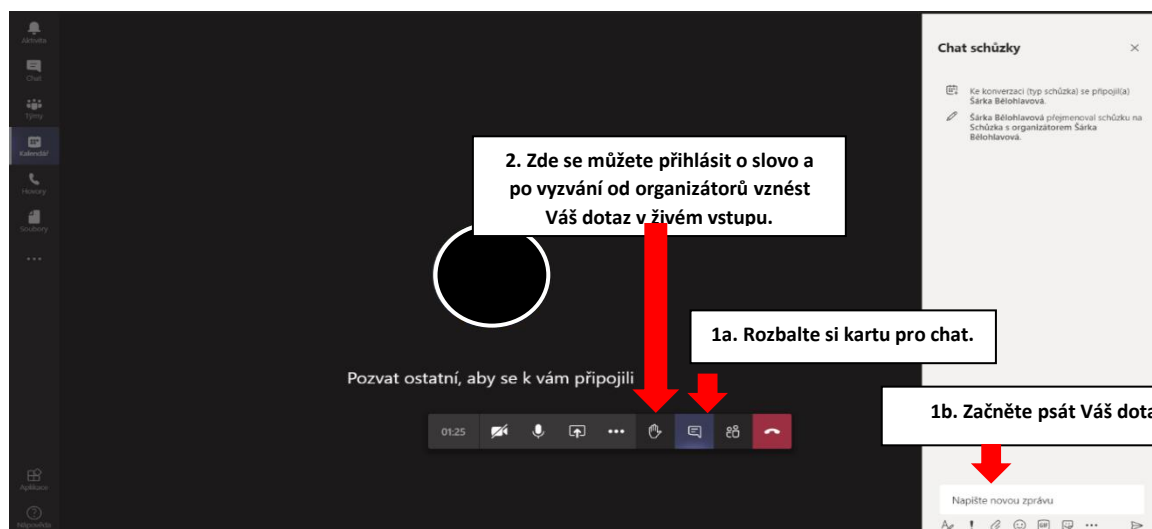 Aktivita
Chat
Týmy
Kalendář
Hovory
Soubory
Aplikace
Nápověda
2. Zde se můžete přihlásit o slovo a
po vyzvání od organizátorů vznést
Váš dotaz v živém vstupu.
1a. Rozbalte si kartu pro chat.
Pozvat ostatní, aby se k vám připojili
01:25
Chat schůzky
Ke konverzaci (typ schůzka) se připojil(a)
Šárka Bělohlavová.
Šárka Bělohlavová přejmenoval schůzku na
Schůzka s organizátorem Šárka
Bělohlavová.
1b. Začněte psát Váš dota
Napište novou zprávu
GIF